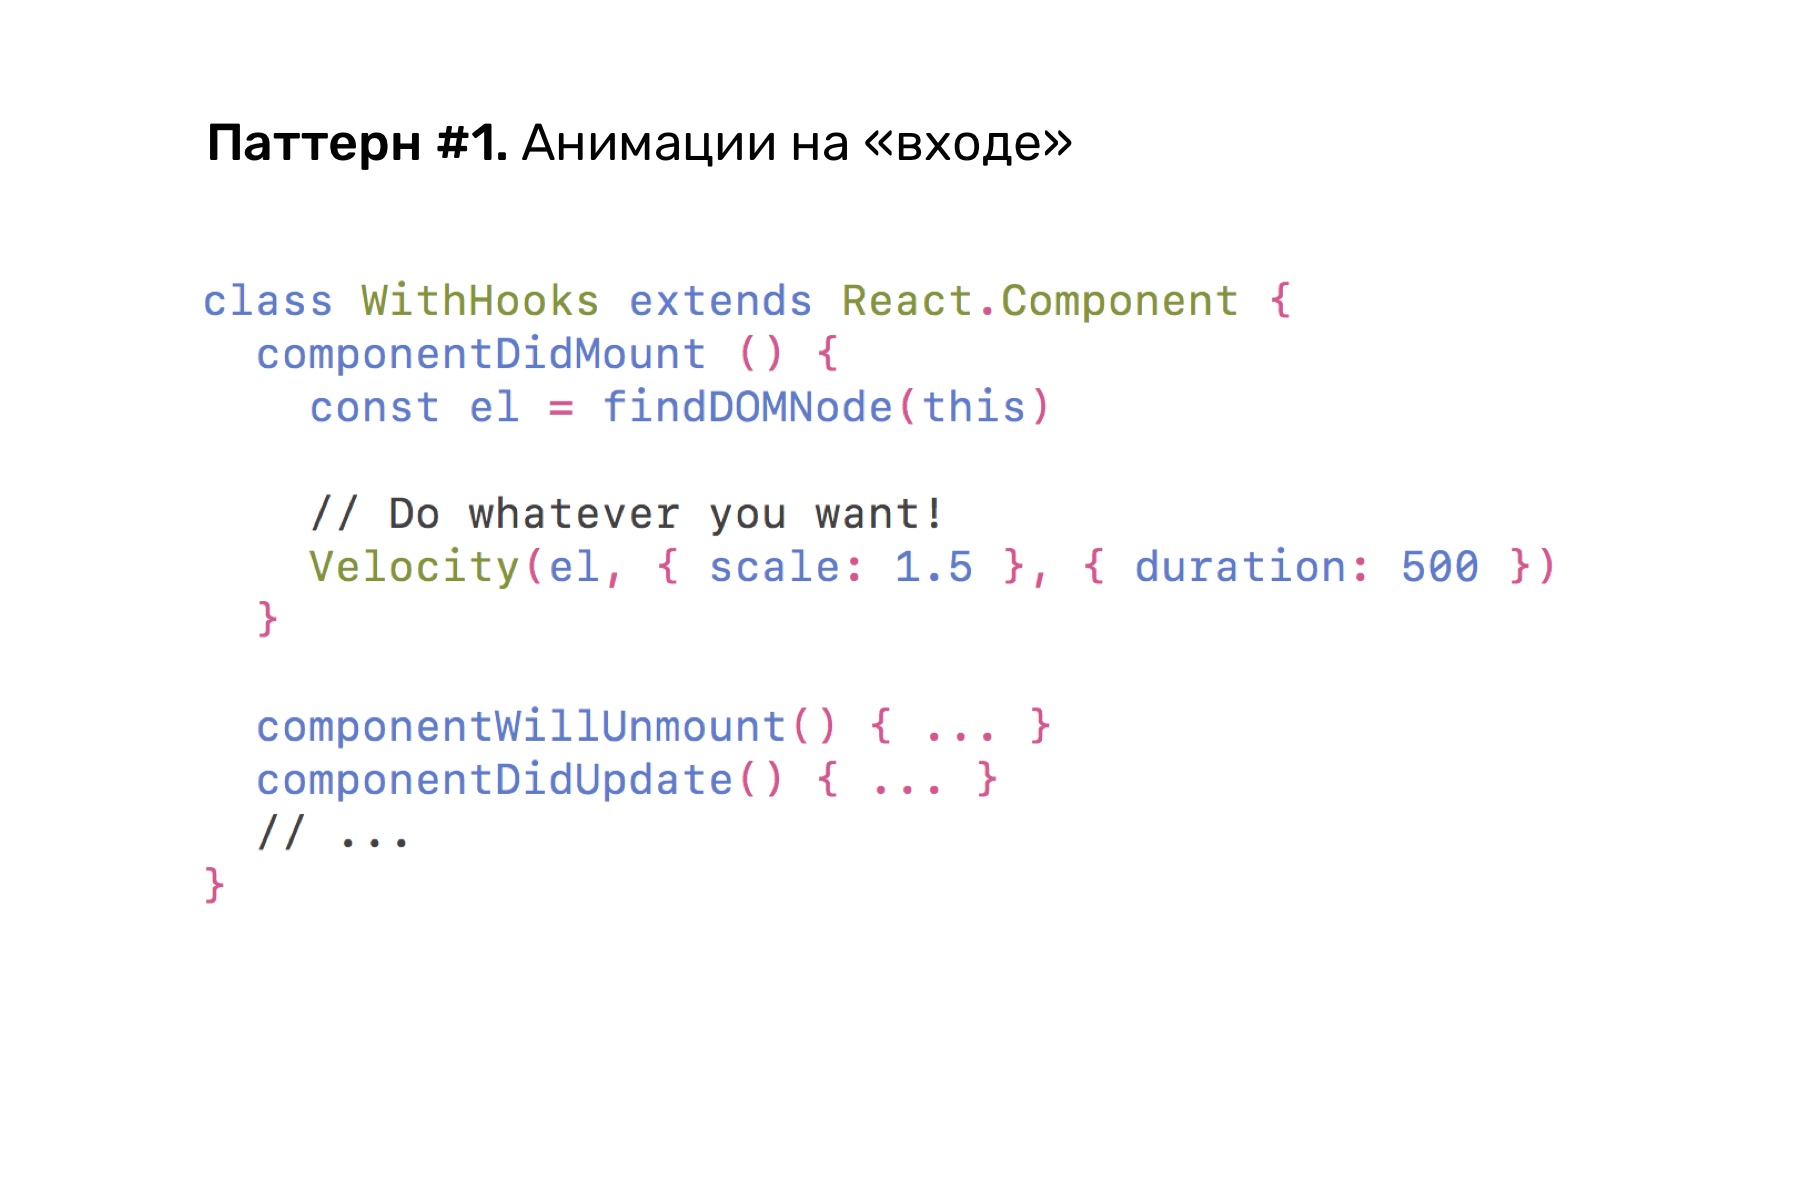 Паттерн #1. Анимации на «входе»
class WithHooks extends React.Component {
  componentDidMount () {
    const el = findDOMNode(this)
    // Do whatever you want!
    Velocity(el, { scale: 1.5 }, { duration: 500 })
  }
  componentWillUnmount() { ... }
  componentDidUpdate() { ... }
  // ...
}